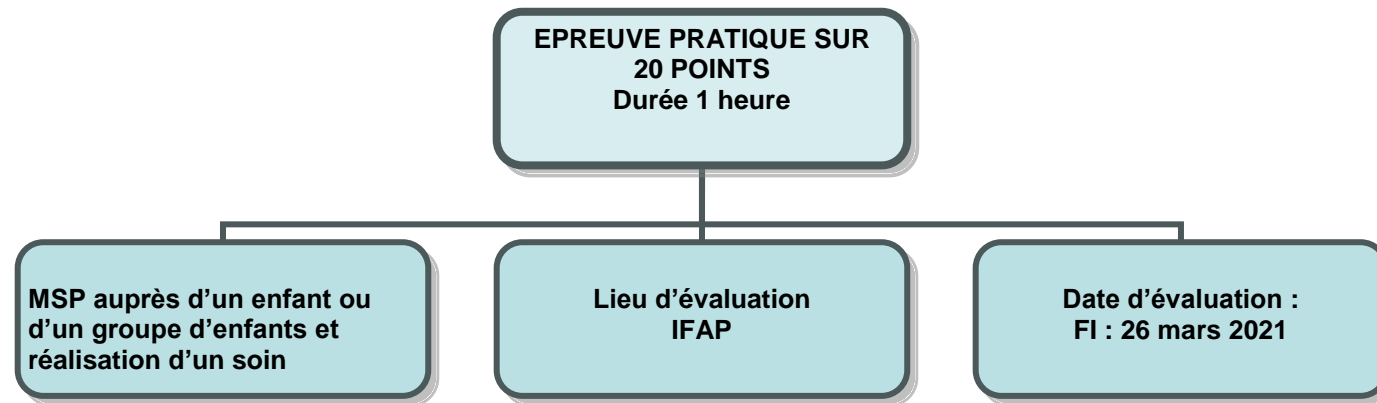 EPREUVE PRATIQUE SUR
20 POINTS
Durée 1 heure
MSP auprès d’un enfant ou
d’un groupe d’enfants et
réalisation d’un soin
Lieu d’évaluation
IFAP
Date d’évaluation :
FI : 26 mars 2021